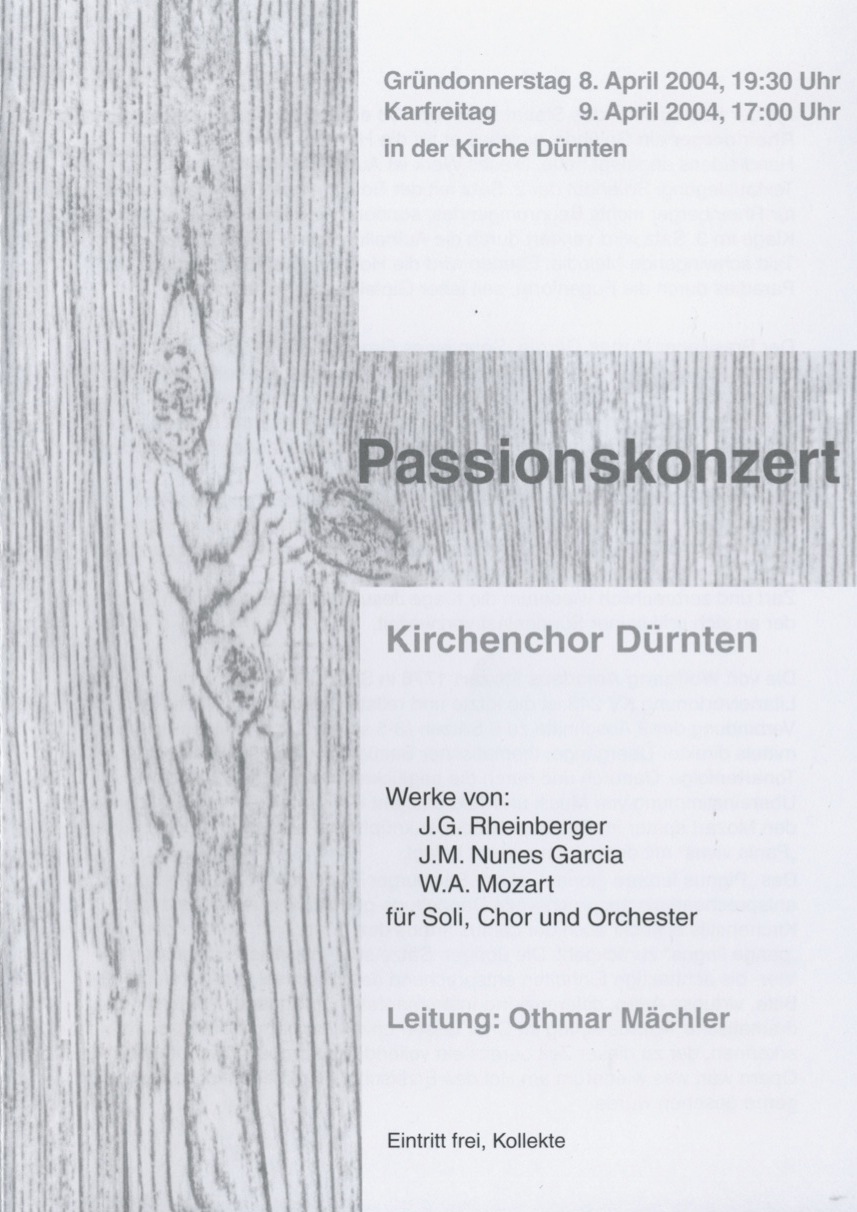 Gründonnerstag 8. April 2004, 19:30 Uhr
Karfreitag 9. April 2004, 17:00 Uhr
in der Kirche Dürnten
Passionskonzert
Kirchenchor Dürnten
Werke von:
J.G. Rheinberger
J.M. Nunes Garcia
W.A. Mozart
für Soli, Chor und Orchester
Leitung: Othmar Mächler
Eintritt frei, Kollekte